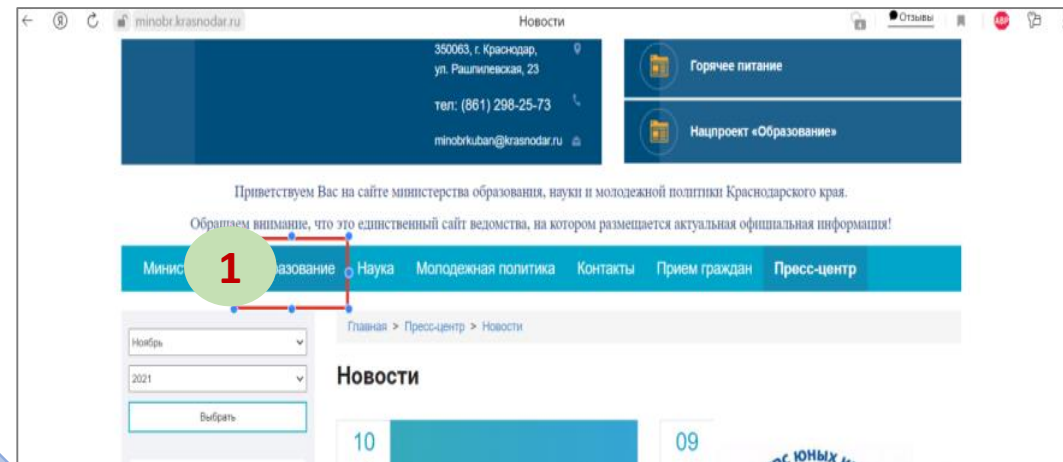 minobr.krasnodar.ru
Новости
Отзывы
ABP
350063, г. Краснодар,
ул. Рашпилевская, 23
тел: (861) 298-25-73
minobrkuban@krasnodar.ru
Горячее питание
Нацпроект «Образование»
Приветствуем Вас на сайте министерства образования, науки и молодежной политики Краснодарского края.
Обращаем внимание, что это единственный сайт ведомства, на котором размещается актуальная официальная информация!
1
Наука Молодежная политика Контакты Прием граждан Пресс-центр
Главная > Пресс-центр > Новости
Ноябрь
2021
Выбрать
Новости
10
09
ЮНЫХ